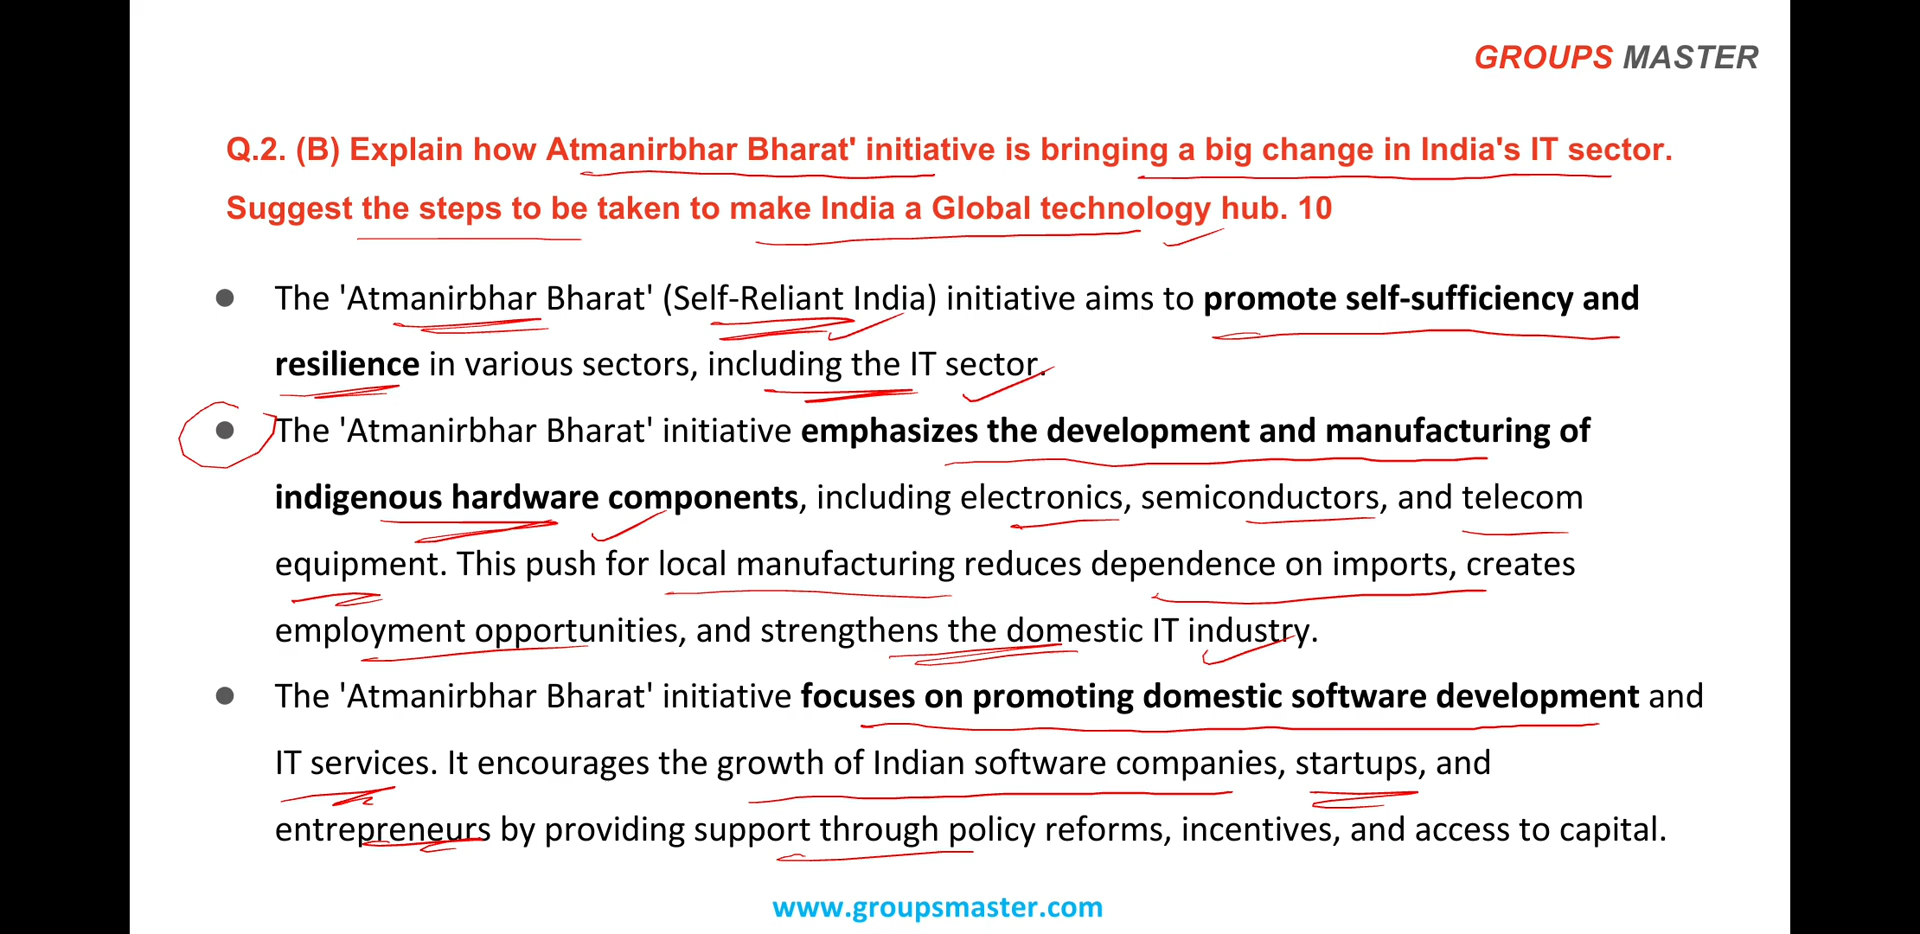 GROUPS MASTER
Q.2. (B) Explain how Atmanirbhar Bharat' initiative is bringing a big change in India's IT sector.
Suggest the steps to be taken to make India a Global technology hub. 10
● The 'Atmanirbhar Bharat' (Self-Reliant India) initiative aims to promote self-sufficiency and
resilience in various sectors, including the IT sector.
● The 'Atmanirbhar Bharat' initiative emphasizes the development and manufacturing of
indigenous hardware components, including electronics, semiconductors, and telecom
equipment. This push for local manufacturing reduces dependence on imports, creates
employment opportunities, and strengthens the domestic IT industry.
● The 'Atmanirbhar Bharat' initiative focuses on promoting domestic software development and
IT services. It encourages the growth of Indian software companies, startups, and
entrepreneurs by providing support through policy reforms, incentives, and access to capital.
www.groupsmaster.com